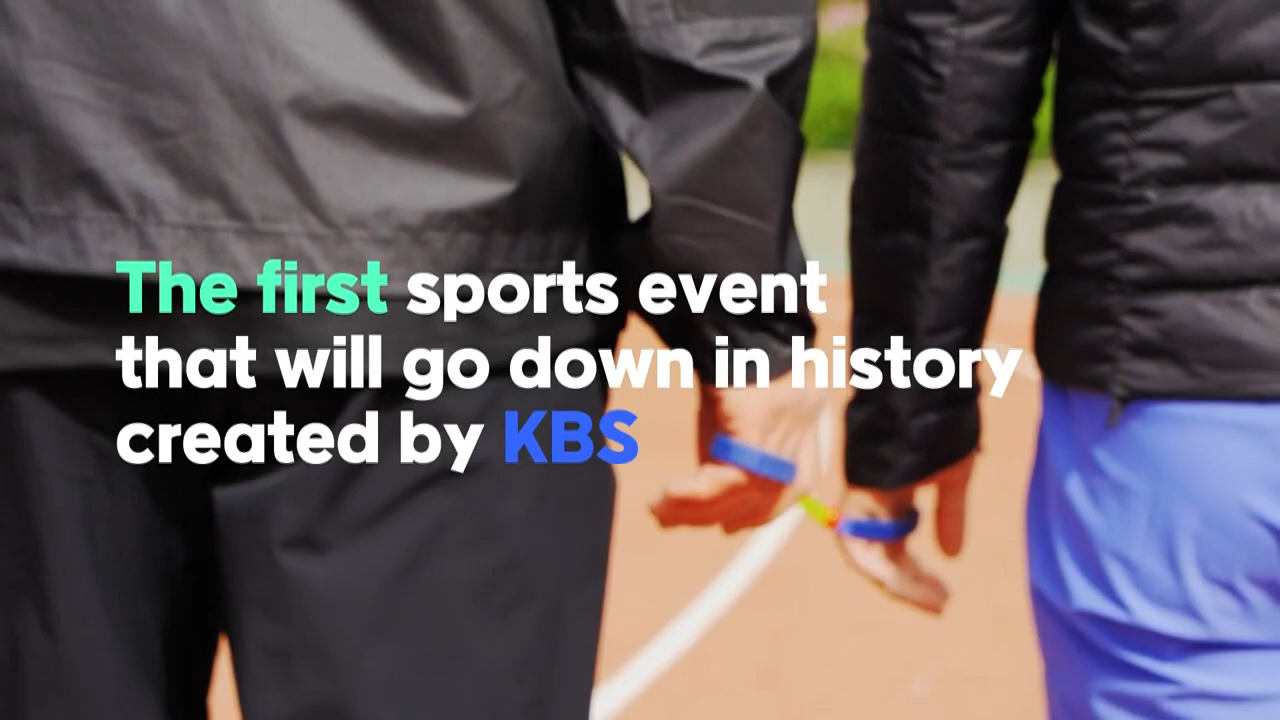 The first sports event
that will go down in history
created by KBS